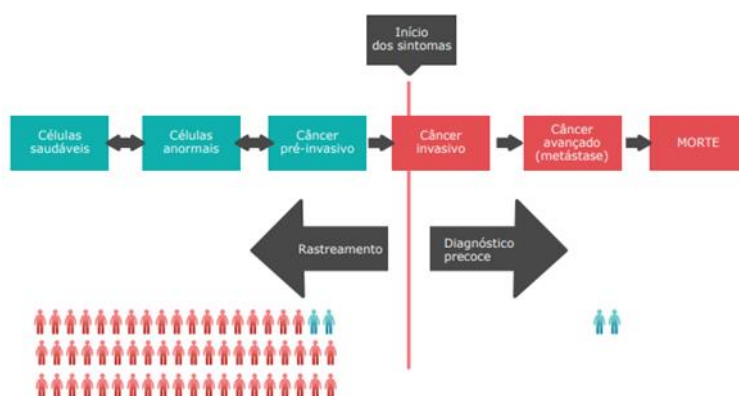 Início
dos sintomas
Células
saudáveis
Células
anormais
Câncer
pré-invasivo
Câncer
invasivo
Câncer
avançado
(metástase)
MORTE
Rastreamento
Diagnóstico
precoce